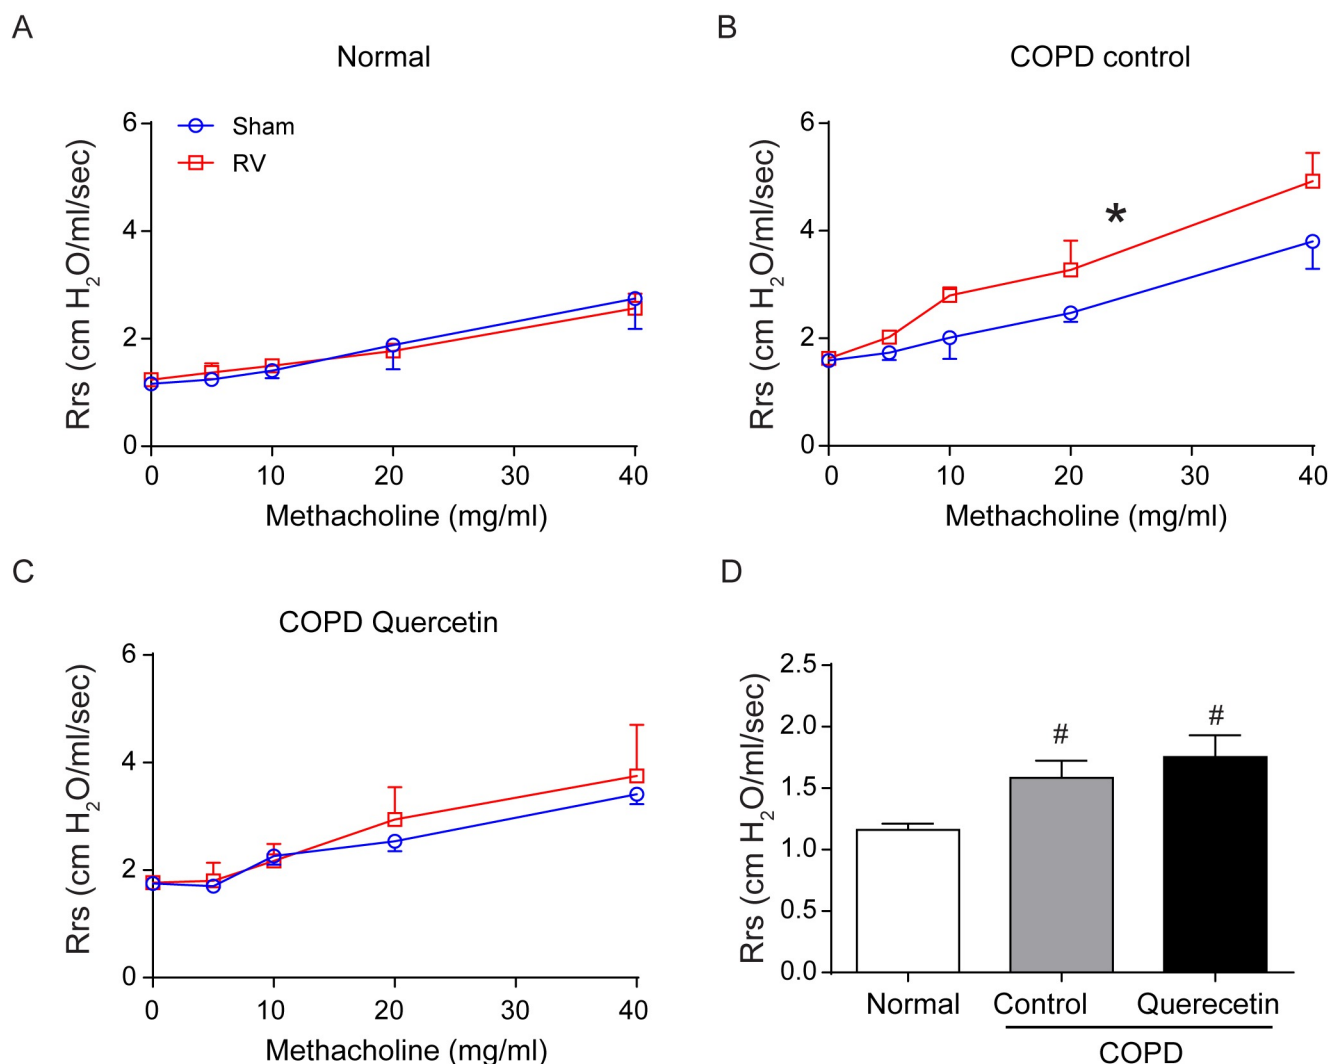 A
Normal
Sham
RV
6
4
2
0
Rrs (cm H₂O/ml/sec)
0 10 20 30 40
Methacholine (mg/ml)
B
COPD control
*
6
4
2
0
Rrs (cm H₂O/ml/sec)
0 10 20 30 40
Methacholine (mg/ml)
C
COPD Quercetin
6
4
2
0
Rrs (cm H₂O/ml/sec)
0 10 20 30 40
Methacholine (mg/ml)
D
2.5
2.0
1.5
1.0
0.5
0.0
Rrs (cm H₂O/ml/sec)
#
#
Normal Control Querecetin
COPD